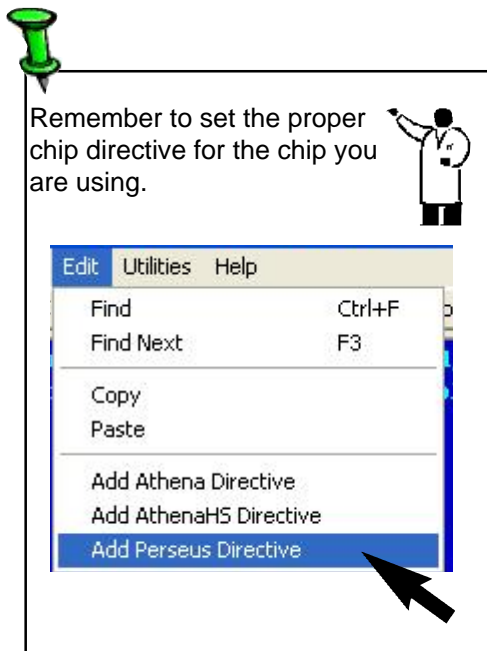 Remember to set the proper
chip directive for the chip you
are using.
Edit Utilities Help
Find Ctrl+F
Find Next F3
Copy
Paste
Add Athena Directive
Add AthenaHS Directive
Add Perseus Directive